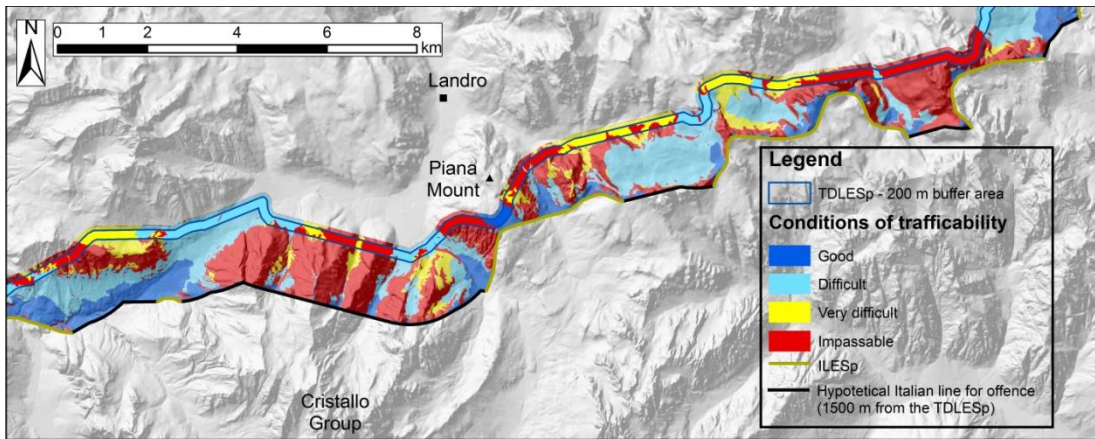 N
0 1 2 4 6 8
km
Landro
Piana
Mount
Cristallo
Group
Legend
TDLESp - 200 m buffer area
Conditions of trafficability
Good
Difficult
Very difficult
Impassable
ILESp
Hypotetical Italian line for offence
(1500 m from the TDLESp)